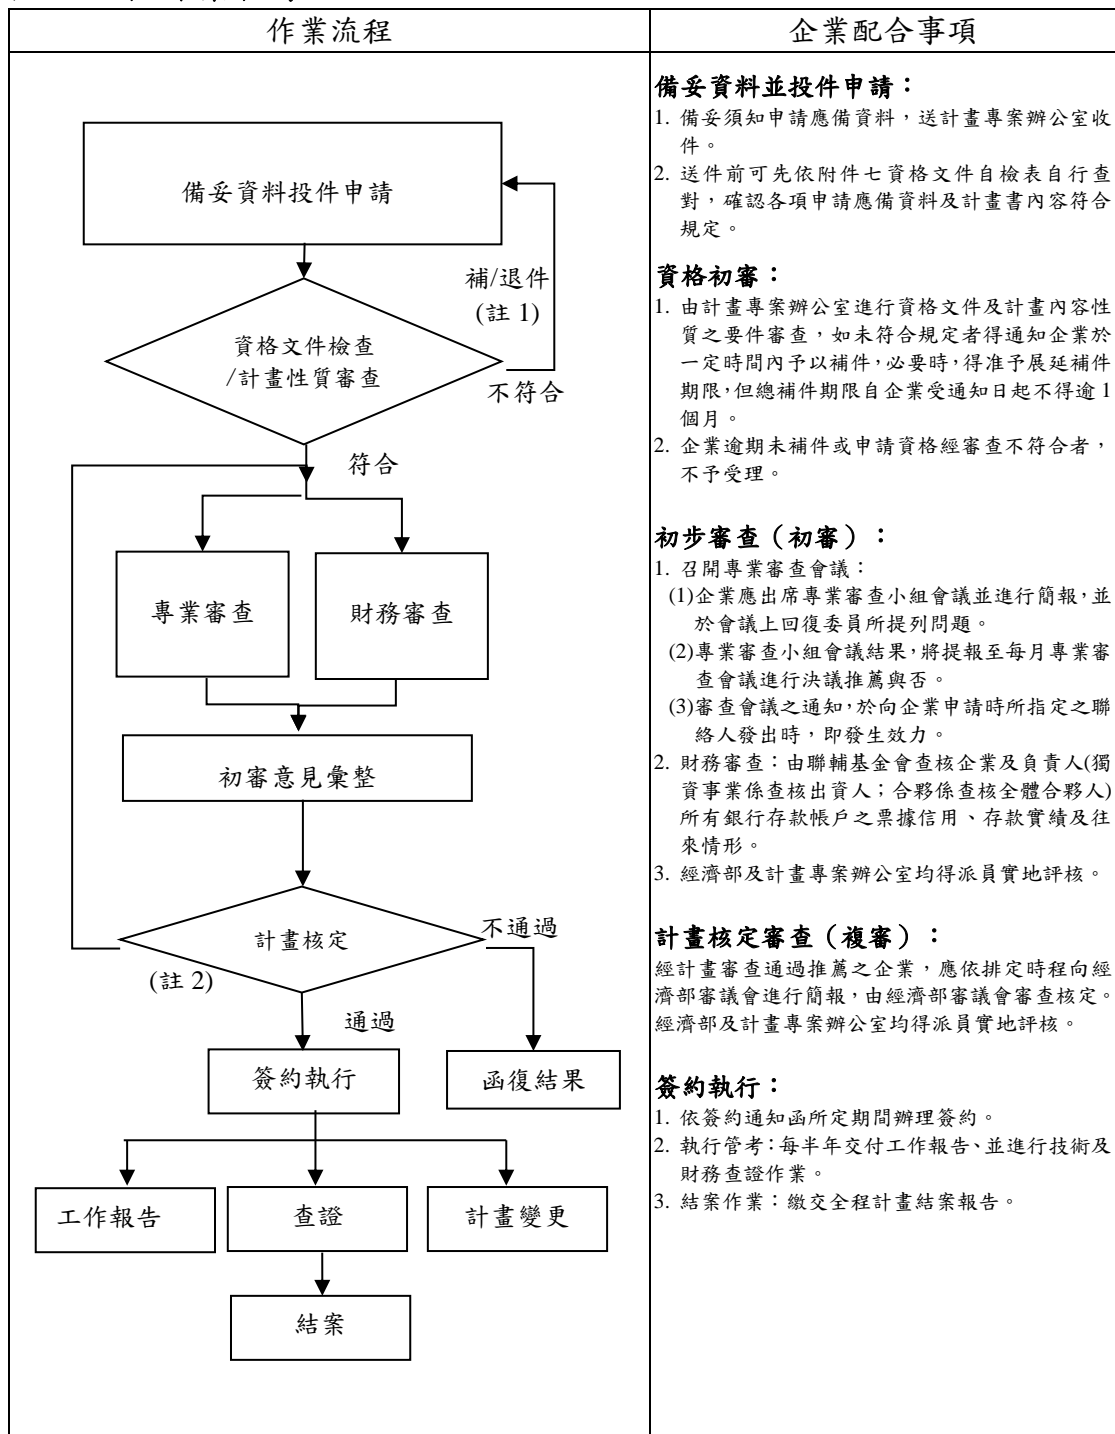 作業流程
企業配合事項
備妥資料投件申請
補/退件
(註 1)
資格文件檢查
/計畫性質審查
不符合
符合
專業審查
財務審查
初審意見彙整
計畫核定
不通過
(註 2)
通過
簽約執行
函復結果
工作報告
查證
計畫變更
結案
備妥資料並投件申請：
1. 備妥須知申請應備資料，送計畫專案辦公室收
件。
2. 送件前可先依附件七資格文件自檢表自行查
對，確認各項申請應備資料及計畫書內容符合
規定。
資格初審：
1. 由計畫專案辦公室進行資格文件及計畫內容性
質之要件審查，如未符合規定者得通知企業於
一定時間內予以補件，必要時，得准予展延補件
期限，但總補件期限自企業受通知日起不得逾 1
個月。
2. 企業逾期未補件或申請資格經審查不符合者，
不予受理。
初步審查（初審）：
1. 召開專業審查會議：
(1)企業應出席專業審查小組會議並進行簡報，並
於會議上回復委員所提列問題。
(2)專業審查小組會議結果，將提報至每月專業審
查會議進行決議推薦與否。
(3)審查會議之通知，於向企業申請時所指定之聯
絡人發出時，即發生效力。
2. 財務審查：由聯輔基金會查核企業及負責人(獨
資事業係查核出資人；合夥係查核全體合夥人)
所有銀行存款帳戶之票據信用、存款實績及往
來情形。
3. 經濟部及計畫專案辦公室均得派員實地評核。
計畫核定審查（複審）：
經計畫審查通過推薦之企業，應依排定時程向經
濟部審議會進行簡報，由經濟部審議會審查核定。
經濟部及計畫專案辦公室均得派員實地評核。
簽約執行：
1. 依簽約通知函所定期間辦理簽約。
2. 執行管考：每半年交付工作報告、並進行技術及
財務查證作業。
3. 結案作業：繳交全程計畫結案報告。